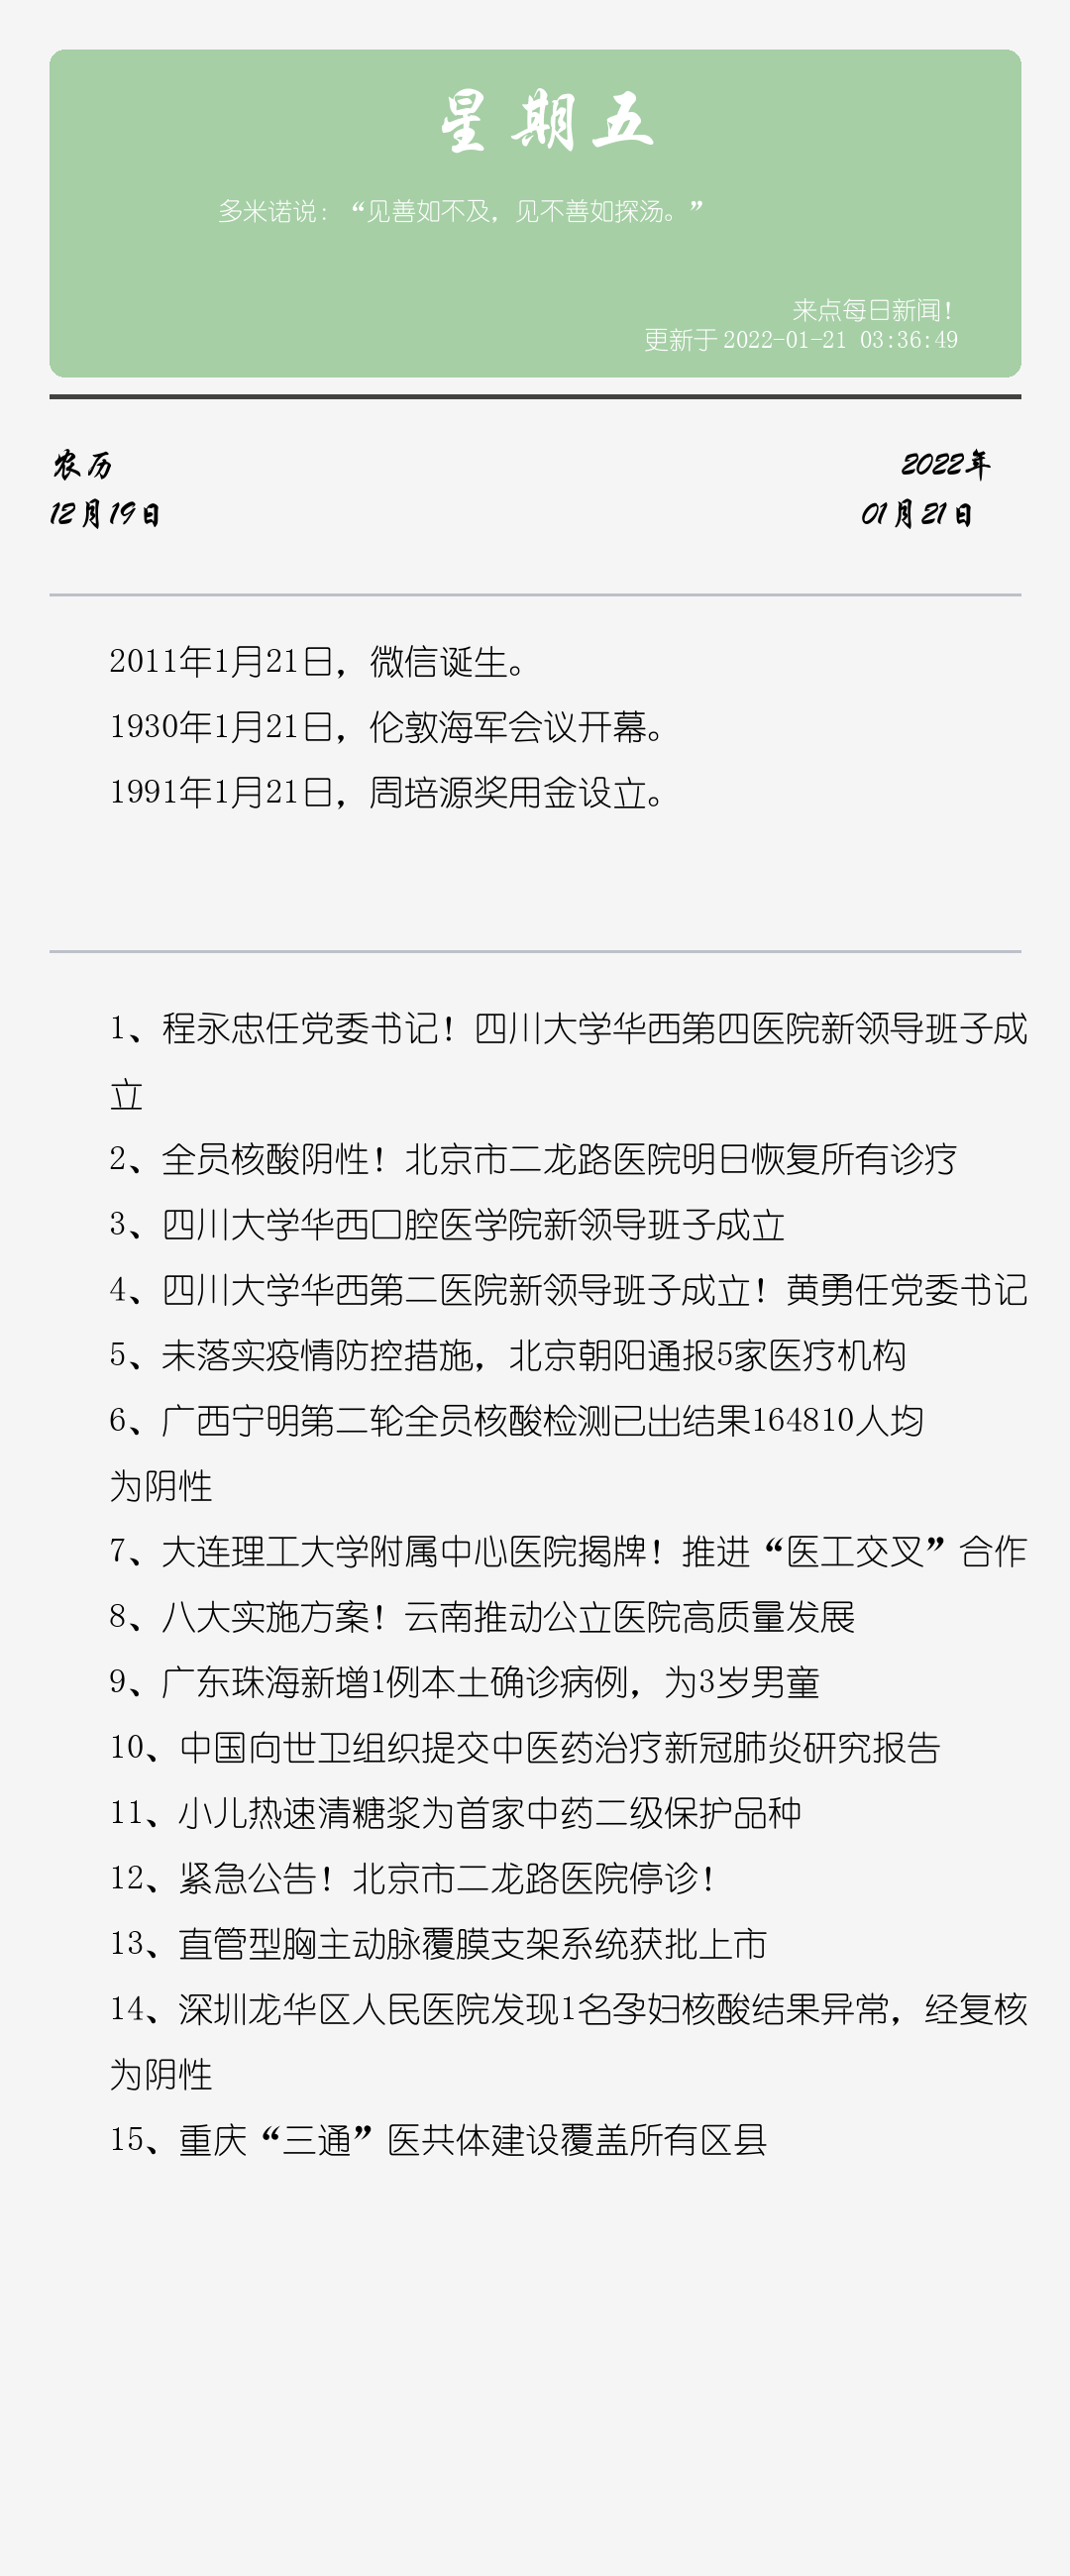 星期五
多米诺说：“见善如不及，见不善如探汤。”
来点每日新闻！
更新于 2022-01-21 03:36:49
农历
2022年
12月19日
01月21日
2011年1月21日，微信诞生。
1930年1月21日，伦敦海军会议开幕。
1991年1月21日，周培源奖用金设立。
1、程永忠任党委书记！四川大学华西第四医院新领导班子成
立
2、全员核酸阴性！北京市二龙路医院明日恢复所有诊疗
3、四川大学华西口腔医学院新领导班子成立
4、四川大学华西第二医院新领导班子成立！黄勇任党委书记
5、未落实疫情防控措施，北京朝阳通报5家医疗机构
6、广西宁明第二轮全员核酸检测已出结果164810人均
为阴性
7、大连理工大学附属中心医院揭牌！推进“医工交叉”合作
8、八大实施方案！云南推动公立医院高质量发展
9、广东珠海新增1例本土确诊病例，为3岁男童
10、中国向世卫组织提交中医药治疗新冠肺炎研究报告
11、小儿热速清糖浆为首家中药二级保护品种
12、紧急公告！北京市二龙路医院停诊！
13、直管型胸主动脉覆膜支架系统获批上市
14、深圳龙华区人民医院发现1名孕妇核酸结果异常，经复核
为阴性
15、重庆“三通”医共体建设覆盖所有区县